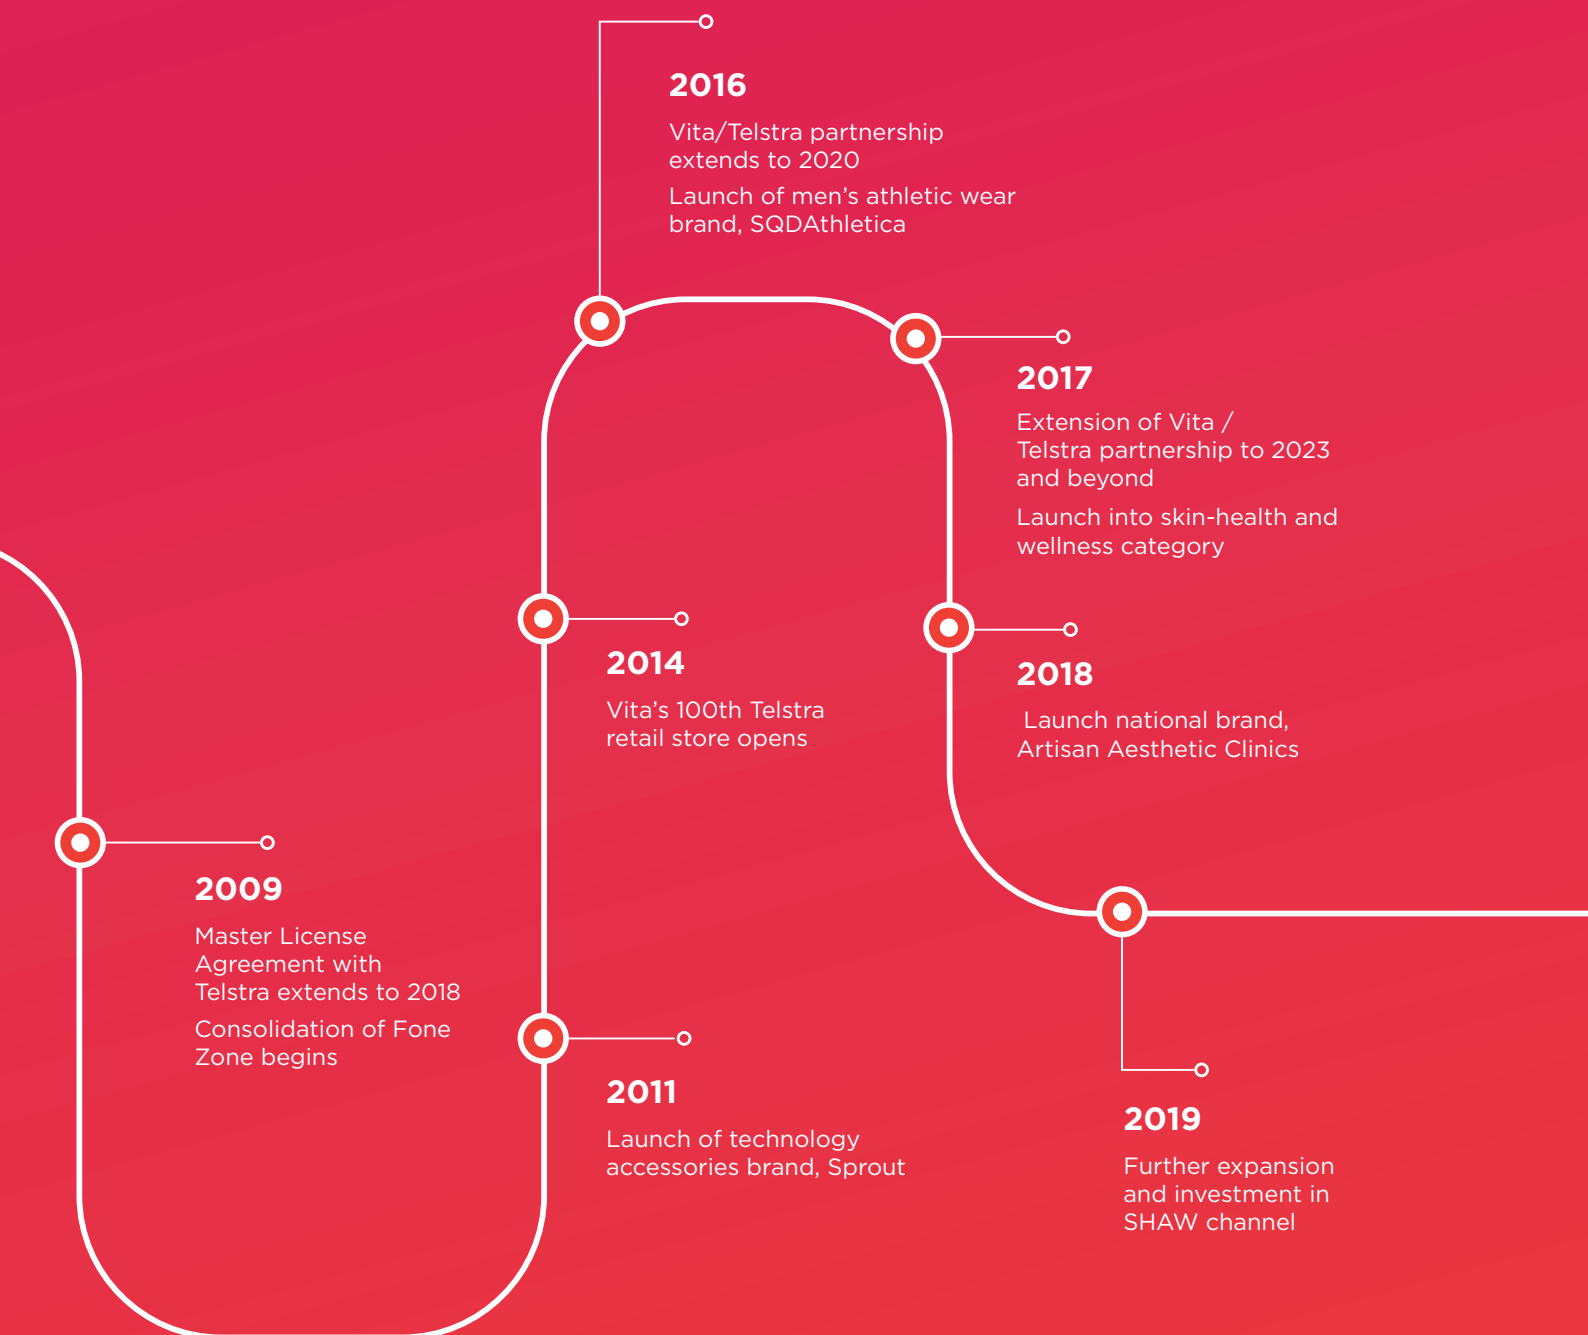 2016
Vita/Telstra partnership
extends to 2020
Launch of men’s athletic wear
brand, SQDAthletica
2017
Extension of Vita /
Telstra partnership to 2023
and beyond
Launch into skin-health and
wellness category
2014
Vita’s 100th Telstra
retail store opens
2018
Launch national brand,
Artisan Aesthetic Clinics
2009
Master License
Agreement with
Telstra extends to 2018
Consolidation of Fone
Zone begins
2011
Launch of technology
accessories brand, Sprout
2019
Further expansion
and investment in
SHAW channel